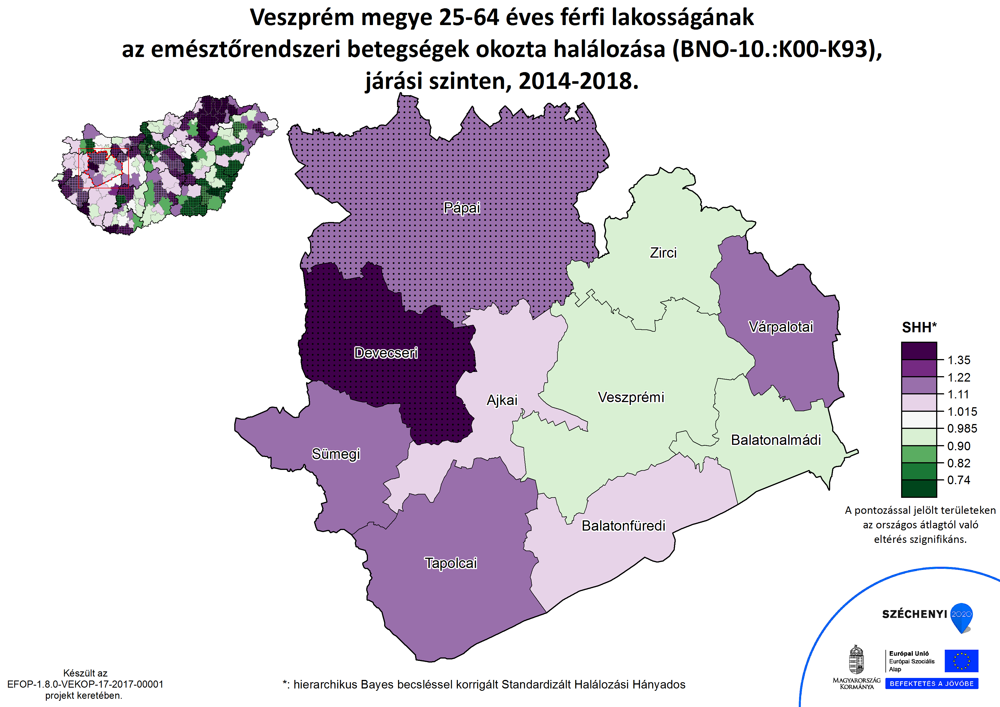 Veszprém megye 25-64 éves férfi lakosságának
az emésztőrendszeri betegségek okozta halálozása (BNO-10.:K00-K93),
járási szinten, 2014-2018.
Pápai
Zirci
Várpalotai
Devecseri
Ajkai
Veszprémi
Balatonalmádi
Sümegi
Balatonfüredi
Tapolcai
SHH*
1.35
1.22
1.11
1.015
0.985
0.90
0.82
0.74
A pontozással jelölt területeken
az országos átlagtól való
eltérés szignifikáns.
SZÉCHENYI 2020
MAGYARORSZÁG
KORMÁNYA
Európai Unió
Európai Szociális
Alap
BEFEKTETÉS A JÖVŐBE
Készült az
EFOP-1.8.0-VEKOP-17-2017-00001
projekt keretében.
*: hierarchikus Bayes becsléssel korrigált Standardizált Halálozási Hányados